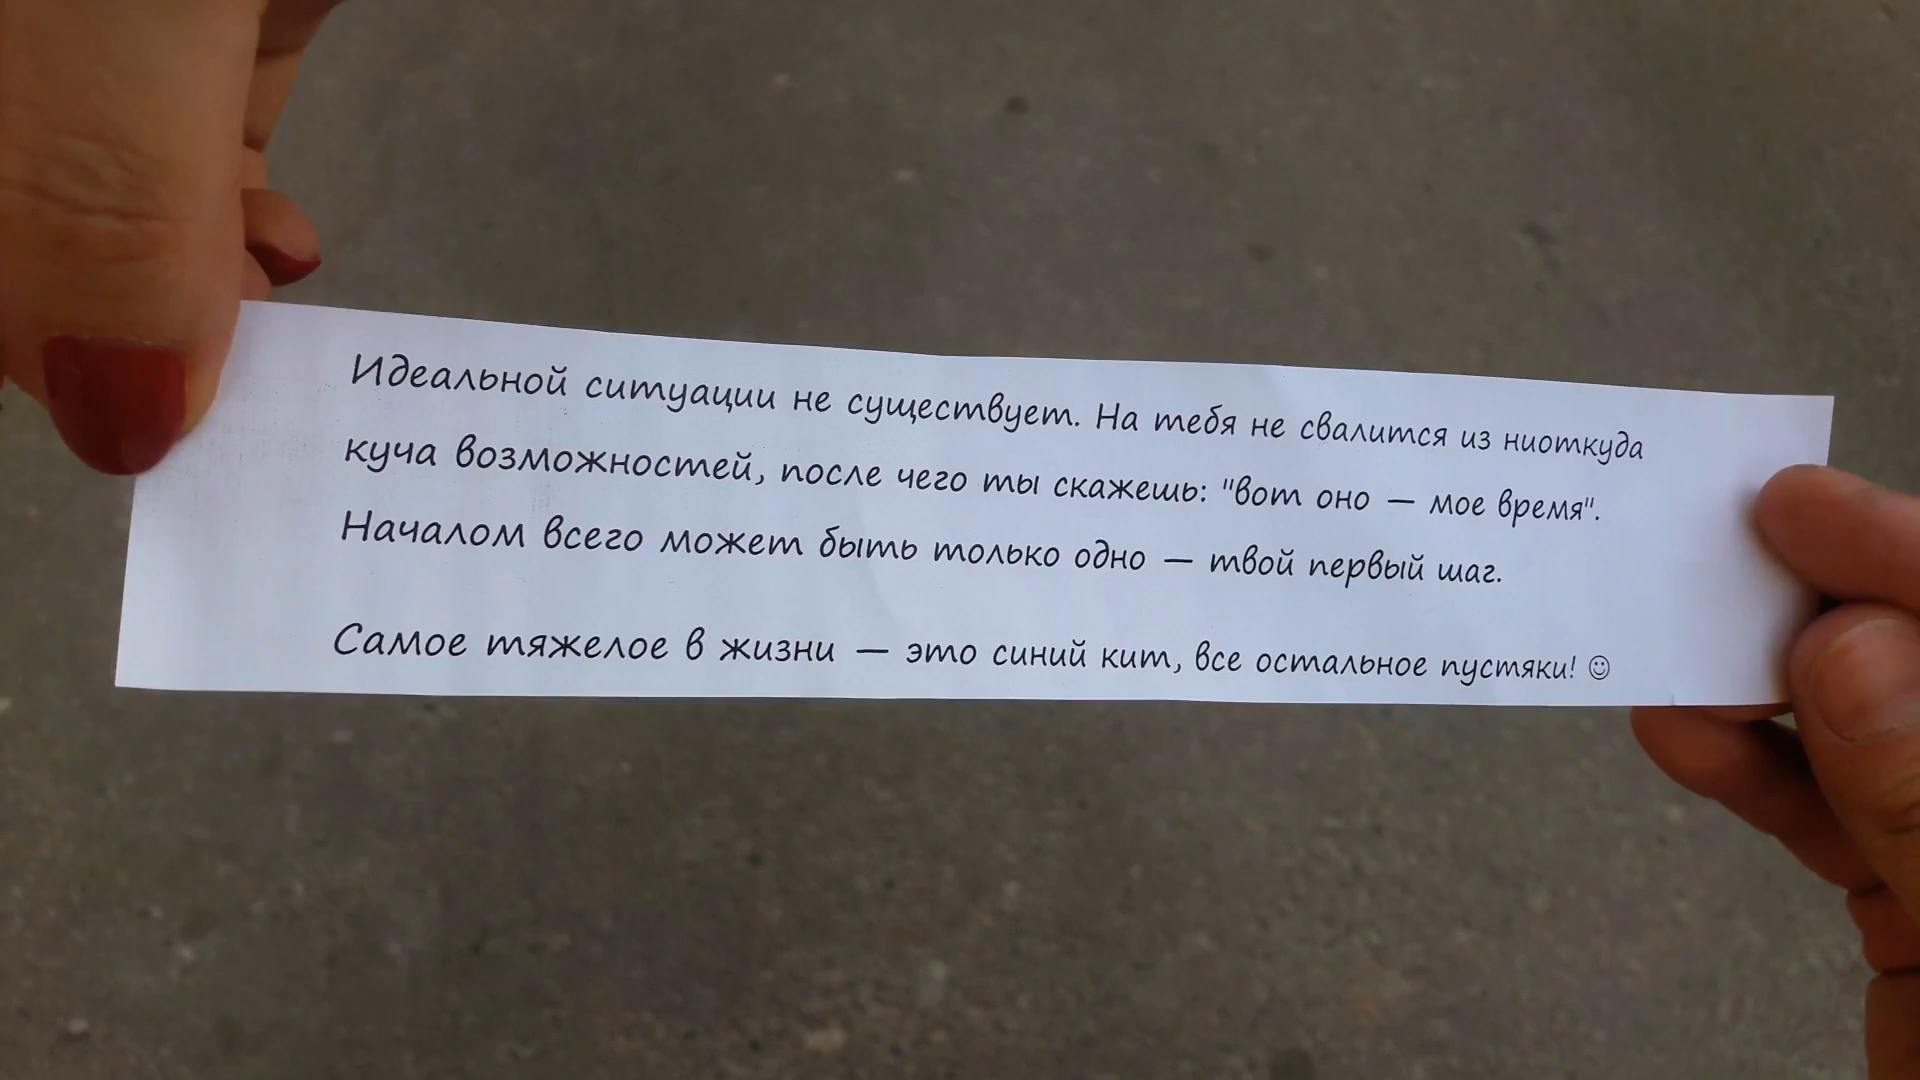 Идеальной ситуации не существует. На тебя не свалится из ниоткуда
куча возможностей, после чего ты скажешь: "вот оно — мое время".
Началом всего может быть только одно — твой первый шаг.
Самое тяжелое в жизни — это синий кит, все остальное пустяки! ☺